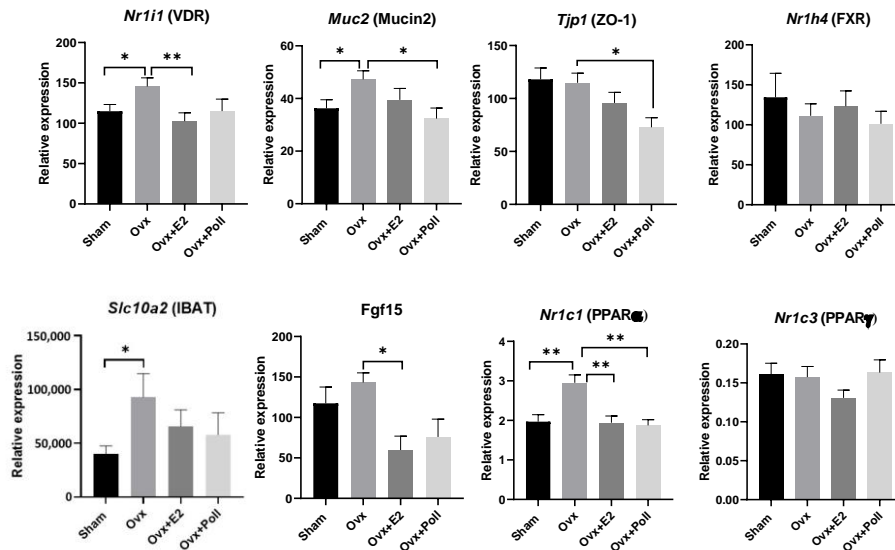 Nr1i1 (VDR)
Relative expression
200
150
100
50
0
* **
Sham
Ovx
Ovx+E2
Ovx+Poll
Muc2 (Mucin2)
Relative expression
60
40
20
0
* *
Sham
Ovx
Ovx+E2
Ovx+Poll
Tjp1 (ZO-1)
Relative expression
150
100
50
0
*
Sham
Ovx
Ovx+E2
Ovx+Poll
Nr1h4 (FXR)
Relative expression
200
150
100
50
0
Sham
Ovx
Ovx+E2
Ovx+Poll
Slc10a2 (IBAT)
Relative expression
150,000
100,000
50,000
0
*
Sham
Ovx
Ovx+E2
Ovx+Poll
Fgf15
Relative expression
200
150
100
50
0
*
Sham
Ovx
Ovx+E2
Ovx+Poll
Nr1c1 (PPARα)
Relative expression
4
3
2
1
0
**
** **
Sham
Ovx
Ovx+E2
Ovx+Poll
Nr1c3 (PPARγ)
Relative expression
0.20
0.15
0.10
0.05
0.00
Sham
Ovx
Ovx+E2
Ovx+Poll